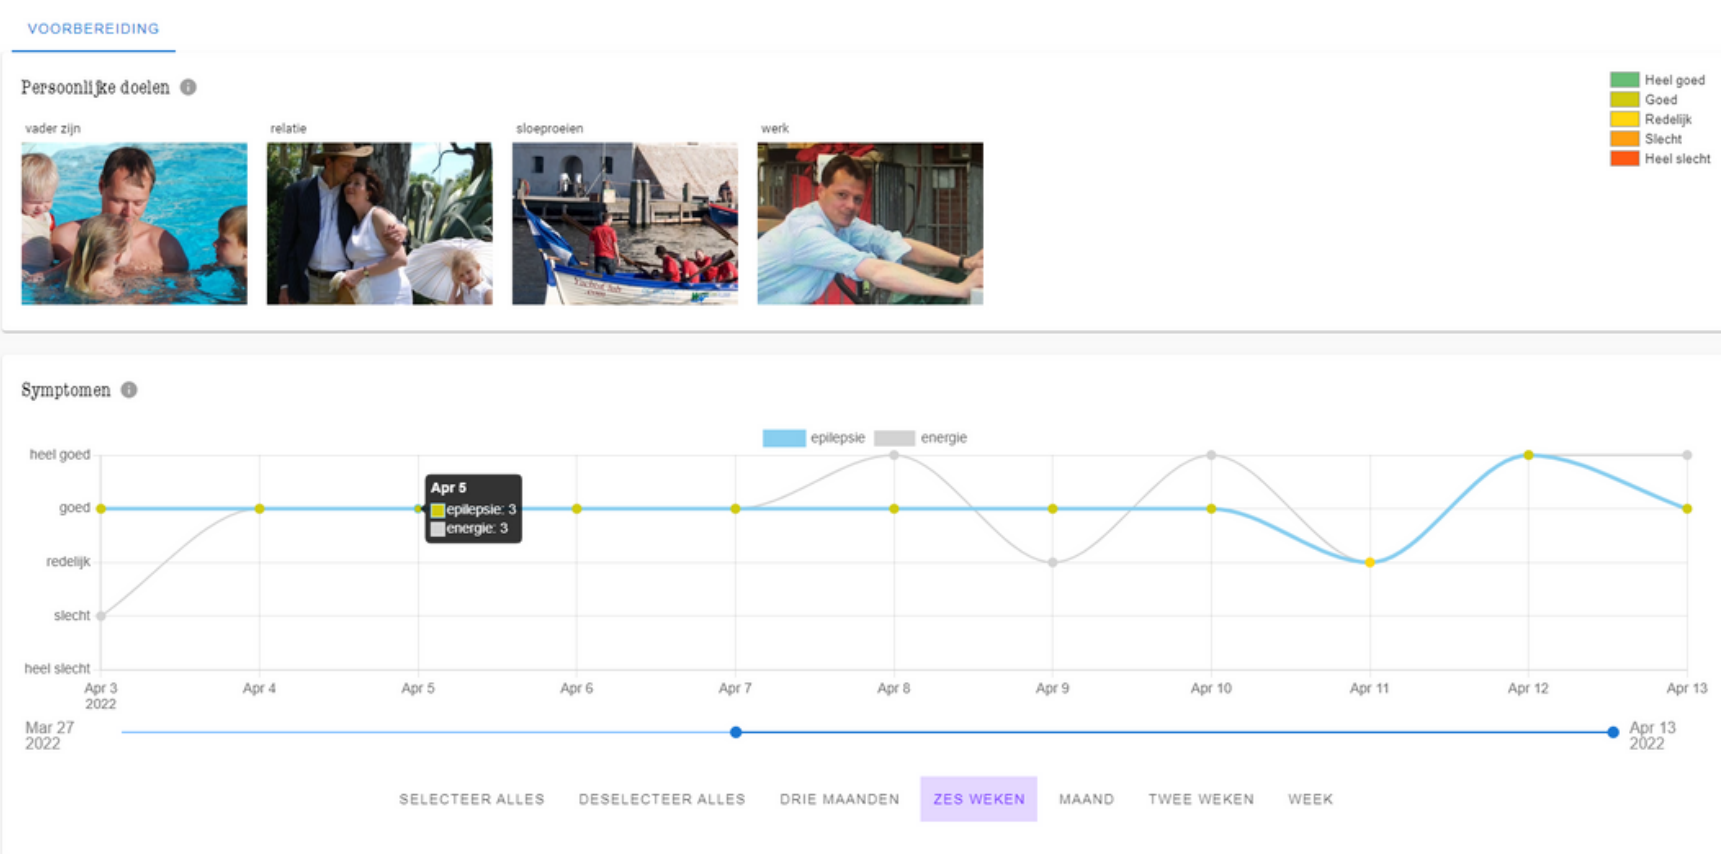 VOORBEREIDING
Persoonlijke doelen
Heel goed
Goed
Redelijk
Slecht
Heel slecht
vader zijn
relatie
sloeproeien
werk
Symptomen
epilepsie
energie
heel goed
goed
redelijk
slecht
heel slecht
Apr 5
epilepsie: 3
energie: 3
Apr 3
2022
Apr 4
Apr 5
Apr 6
Apr 7
Apr 8
Apr 9
Apr 10
Apr 11
Apr 12
Apr 13
Mar 27
2022
Apr 13
2022
SELECTEER ALLES
DESELECTEER ALLES
DRIE MAANDEN
ZES WEKEN
MAAND
TWEE WEKEN
WEEK